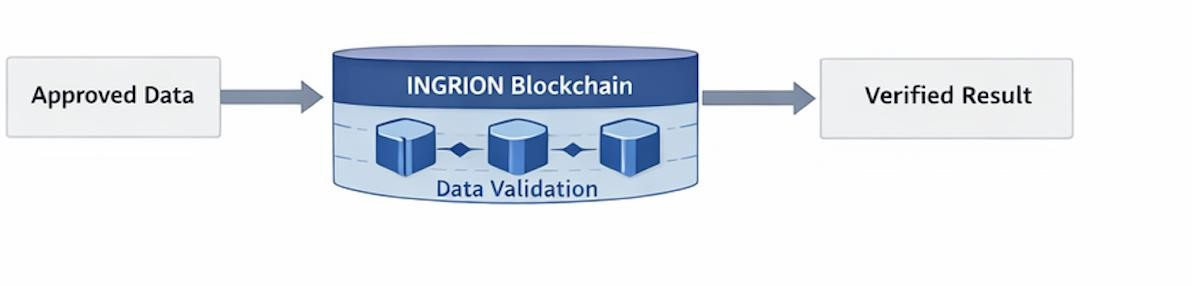 Approved Data
INGRION Blockchain
Data Validation
Verified Result